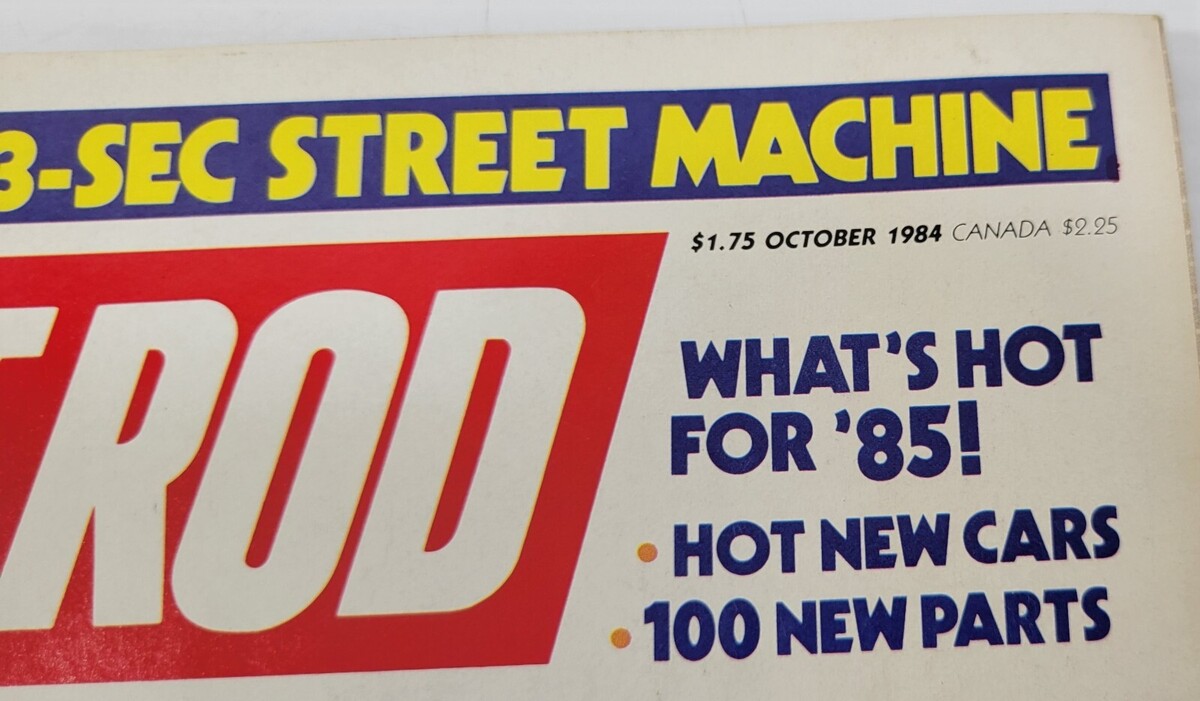 3-SEC STREET MACHINE
$1.75 OCTOBER 1984 CANADA $2.25
ROD
WHAT'S HOT
FOR '85!
• HOT NEW CARS
• 100 NEW PARTS